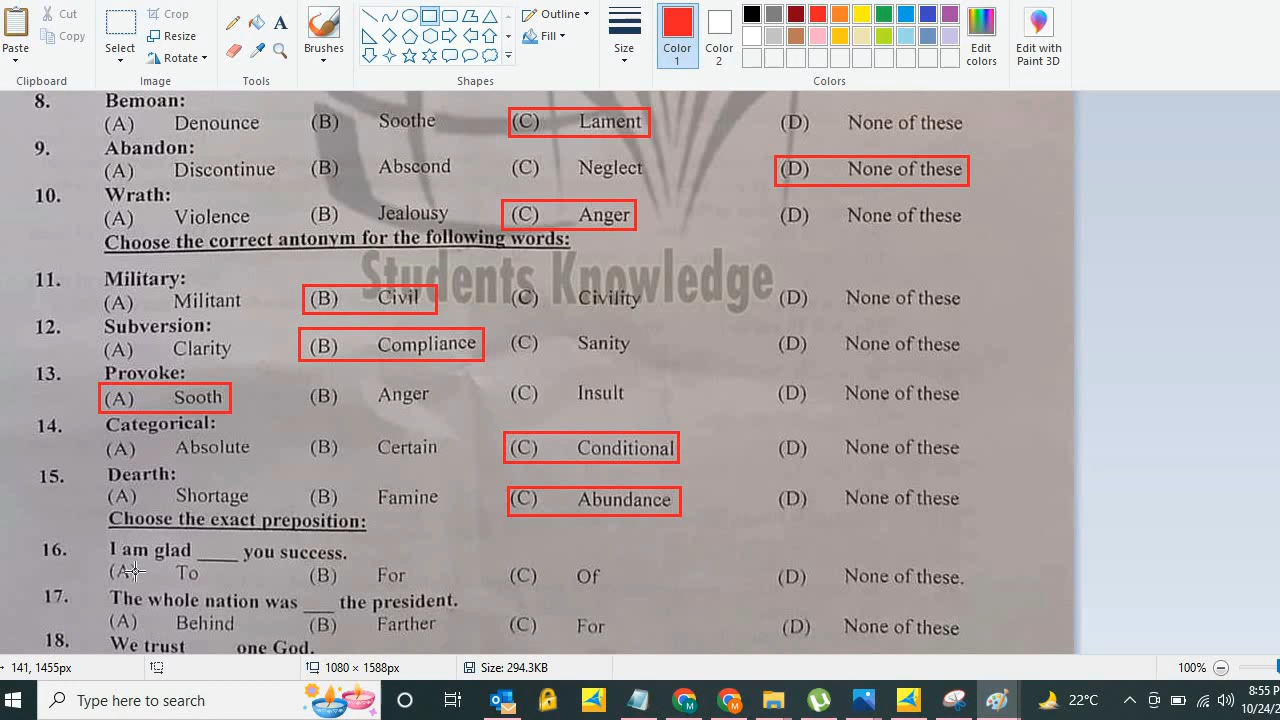 Cut
Copy
Paste
Clipboard
Crop
Resize
Rotate
Select
Image
A
Tools
Brushes
Shapes
Outline
Fill
Size
Color 1
Color 2
Colors
Edit colors
Edit with Paint 3D
8. Bemoan:
(A) Denounce (B) Soothe (C) Lament (D) None of these
9. Abandon:
(A) Discontinue (B) Abscond (C) Neglect (D) None of these
10. Wrath:
(A) Violence (B) Jealousy (C) Anger (D) None of these
Choose the correct antonym for the following words:
Students Knowledge
11. Military:
(A) Militant (B) Civil (C) Civility (D) None of these
12. Subversion:
(A) Clarity (B) Compliance (C) Sanity (D) None of these
13. Provoke:
(A) Sooth (B) Anger (C) Insult (D) None of these
14. Categorical:
(A) Absolute (B) Certain (C) Conditional (D) None of these
15. Dearth:
(A) Shortage (B) Famine (C) Abundance (D) None of these
Choose the exact preposition:
16. I am glad ____ you success.
(A) To (B) For (C) Of (D) None of these.
17. The whole nation was ___ the president.
(A) Behind (B) Farther (C) For (D) None of these
18. We trust ____ one God.
141, 1455px
1080 × 1588px
Size: 294.3KB
100%
Type here to search
22°C
8:55 P
10/24/2